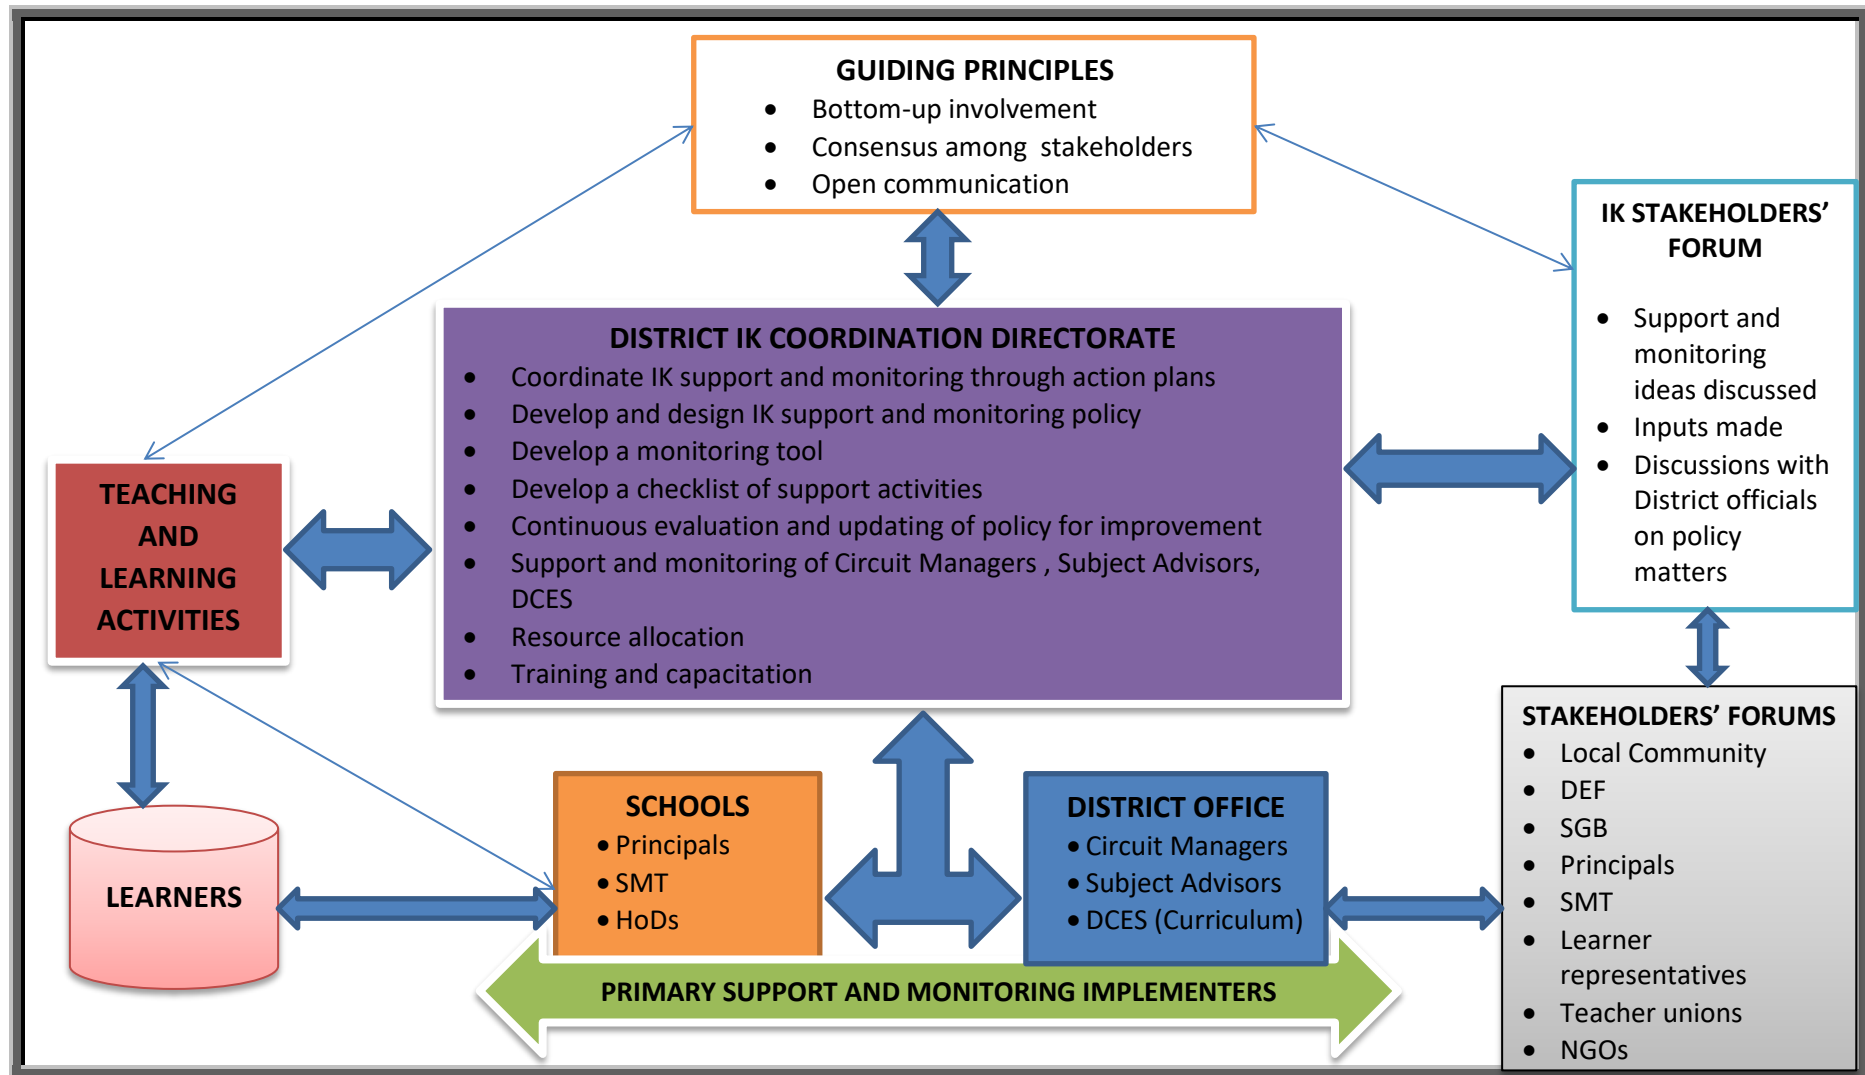 GUIDING PRINCIPLES
• Bottom-up involvement
• Consensus among stakeholders
• Open communication
IK STAKEHOLDERS’
FORUM
• Support and
monitoring
ideas discussed
• Inputs made
• Discussions with
District officials
on policy
matters
DISTRICT IK COORDINATION DIRECTORATE
• Coordinate IK support and monitoring through action plans
• Develop and design IK support and monitoring policy
• Develop a monitoring tool
• Develop a checklist of support activities
• Continuous evaluation and updating of policy for improvement
• Support and monitoring of Circuit Managers , Subject Advisors,
DCES
• Resource allocation
• Training and capacitation
TEACHING
AND
LEARNING
ACTIVITIES
STAKEHOLDERS’ FORUMS
• Local Community
• DEF
• SGB
• Principals
• SMT
• Learner
representatives
• Teacher unions
• NGOs
LEARNERS
SCHOOLS
• Principals
• SMT
• HoDs
DISTRICT OFFICE
• Circuit Managers
• Subject Advisors
• DCES (Curriculum)
PRIMARY SUPPORT AND MONITORING IMPLEMENTERS